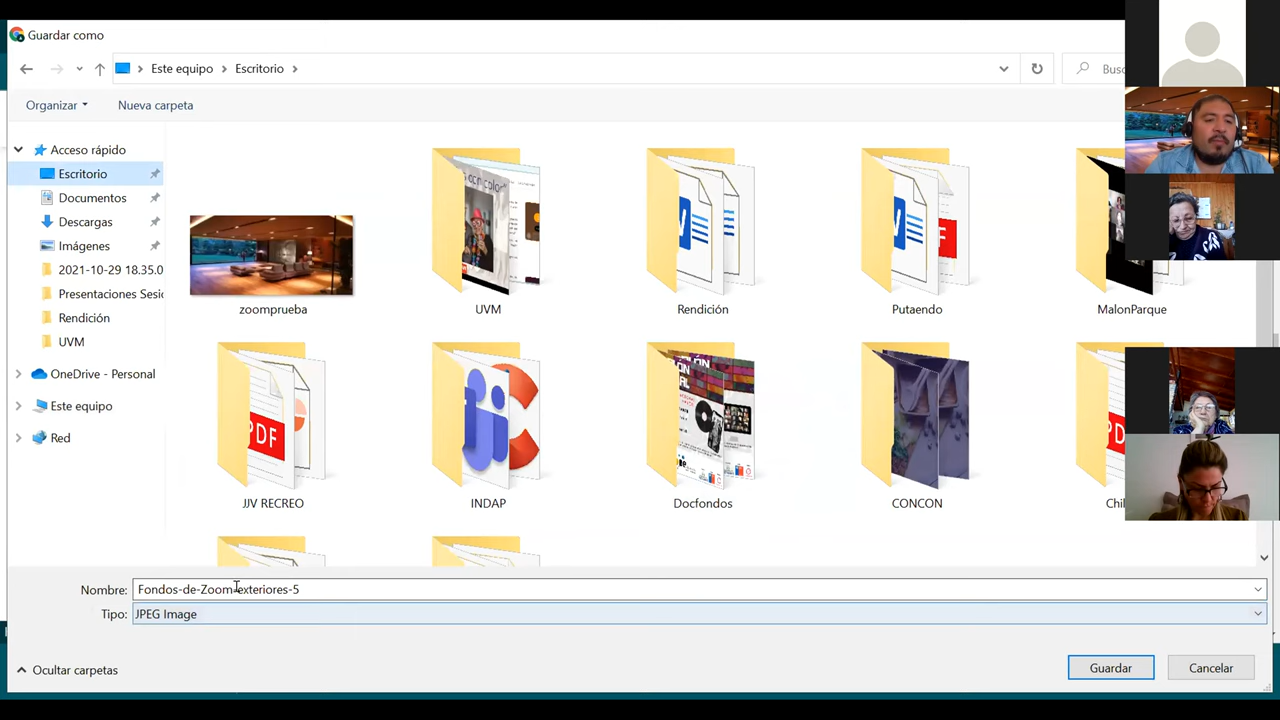 Guardar como
Este equipo
Escritorio
Busc
Organizar
Nueva carpeta
Acceso rápido
Escritorio
Documentos
Descargas
Imágenes
2021-10-29 18.35.0
Presentaciones Sesio
Rendición
UVM
OneDrive - Personal
Este equipo
Red
zoomprueba
UVM
Rendición
Putaendo
MalonParque
JJV RECREO
INDAP
Docfondos
CONCON
Chil
PDF
Nombre:
Fondos-de-Zoom-exteriores-5
Tipo:
JPEG Image
Ocultar carpetas
Guardar
Cancelar